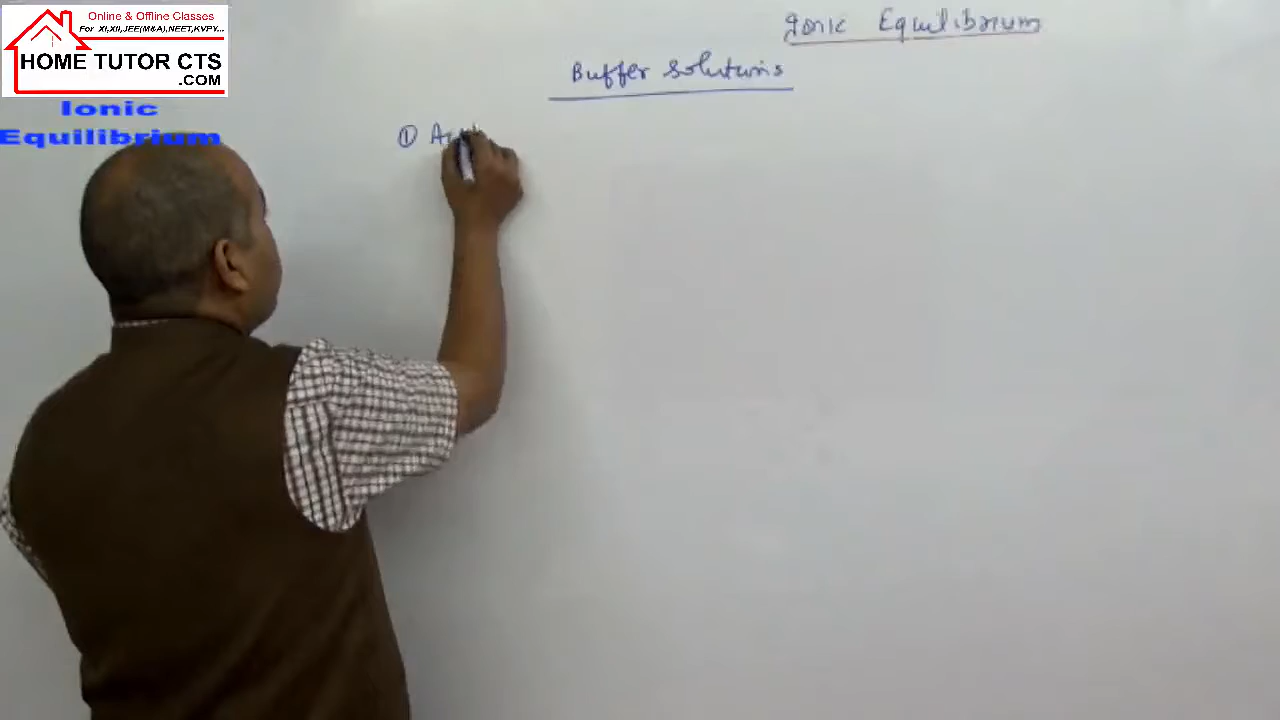 Online & Offline Classes
For XI,XII,JEE(M&A),NEET,KVPY...
HOME TUTOR CTS
.COM
Ionic
Equilibrium
Ionic Equilibrium
Buffer Solutions
①